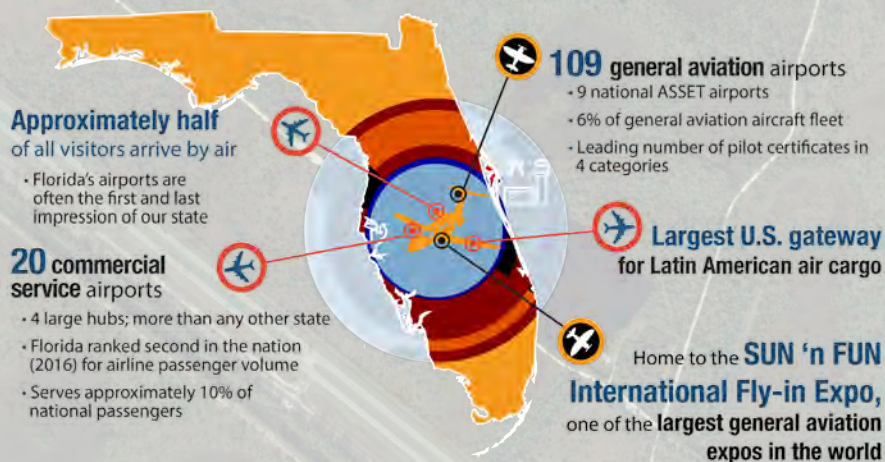 Approximately half
of all visitors arrive by air
• Florida's airports are
often the first and last
impression of our state
20 commercial
service airports
• 4 large hubs; more than any other state
• Florida ranked second in the nation
(2016) for airline passenger volume
• Serves approximately 10% of
national passengers
109 general aviation airports
• 9 national ASSET airports
• 6% of general aviation aircraft fleet
• Leading number of pilot certificates in
4 categories
Largest U.S. gateway
for Latin American air cargo
Home to the SUN 'n FUN
International Fly-in Expo,
one of the largest general aviation
expos in the world